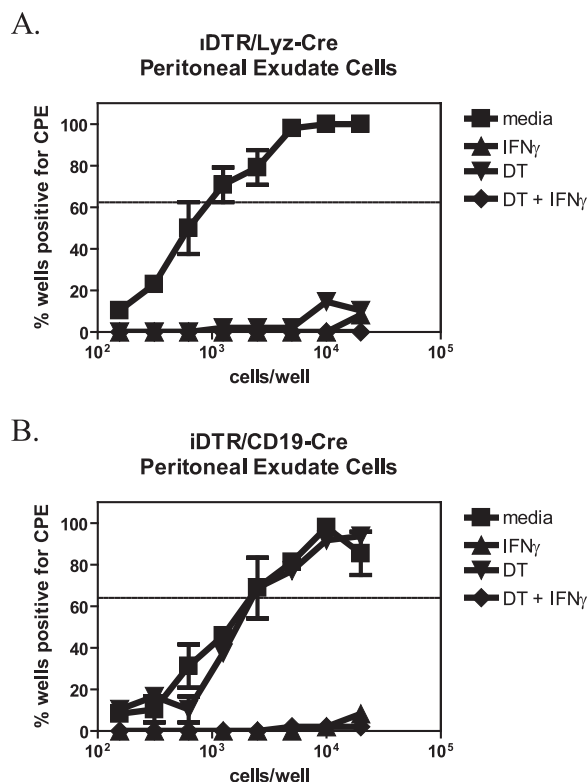 A.
ıDTR/Lyz-Cre
Peritoneal Exudate Cells
% wells positive for CPE
100
80
60
40
20
0
10²
10³
10⁴
10⁵
cells/well
media
IFNγ
DT
DT + IFNγ
B.
iDTR/CD19-Cre
Peritoneal Exudate Cells
% wells positive for CPE
100
80
60
40
20
0
10²
10³
10⁴
10⁵
cells/well
media
IFNγ
DT
DT + IFNγ